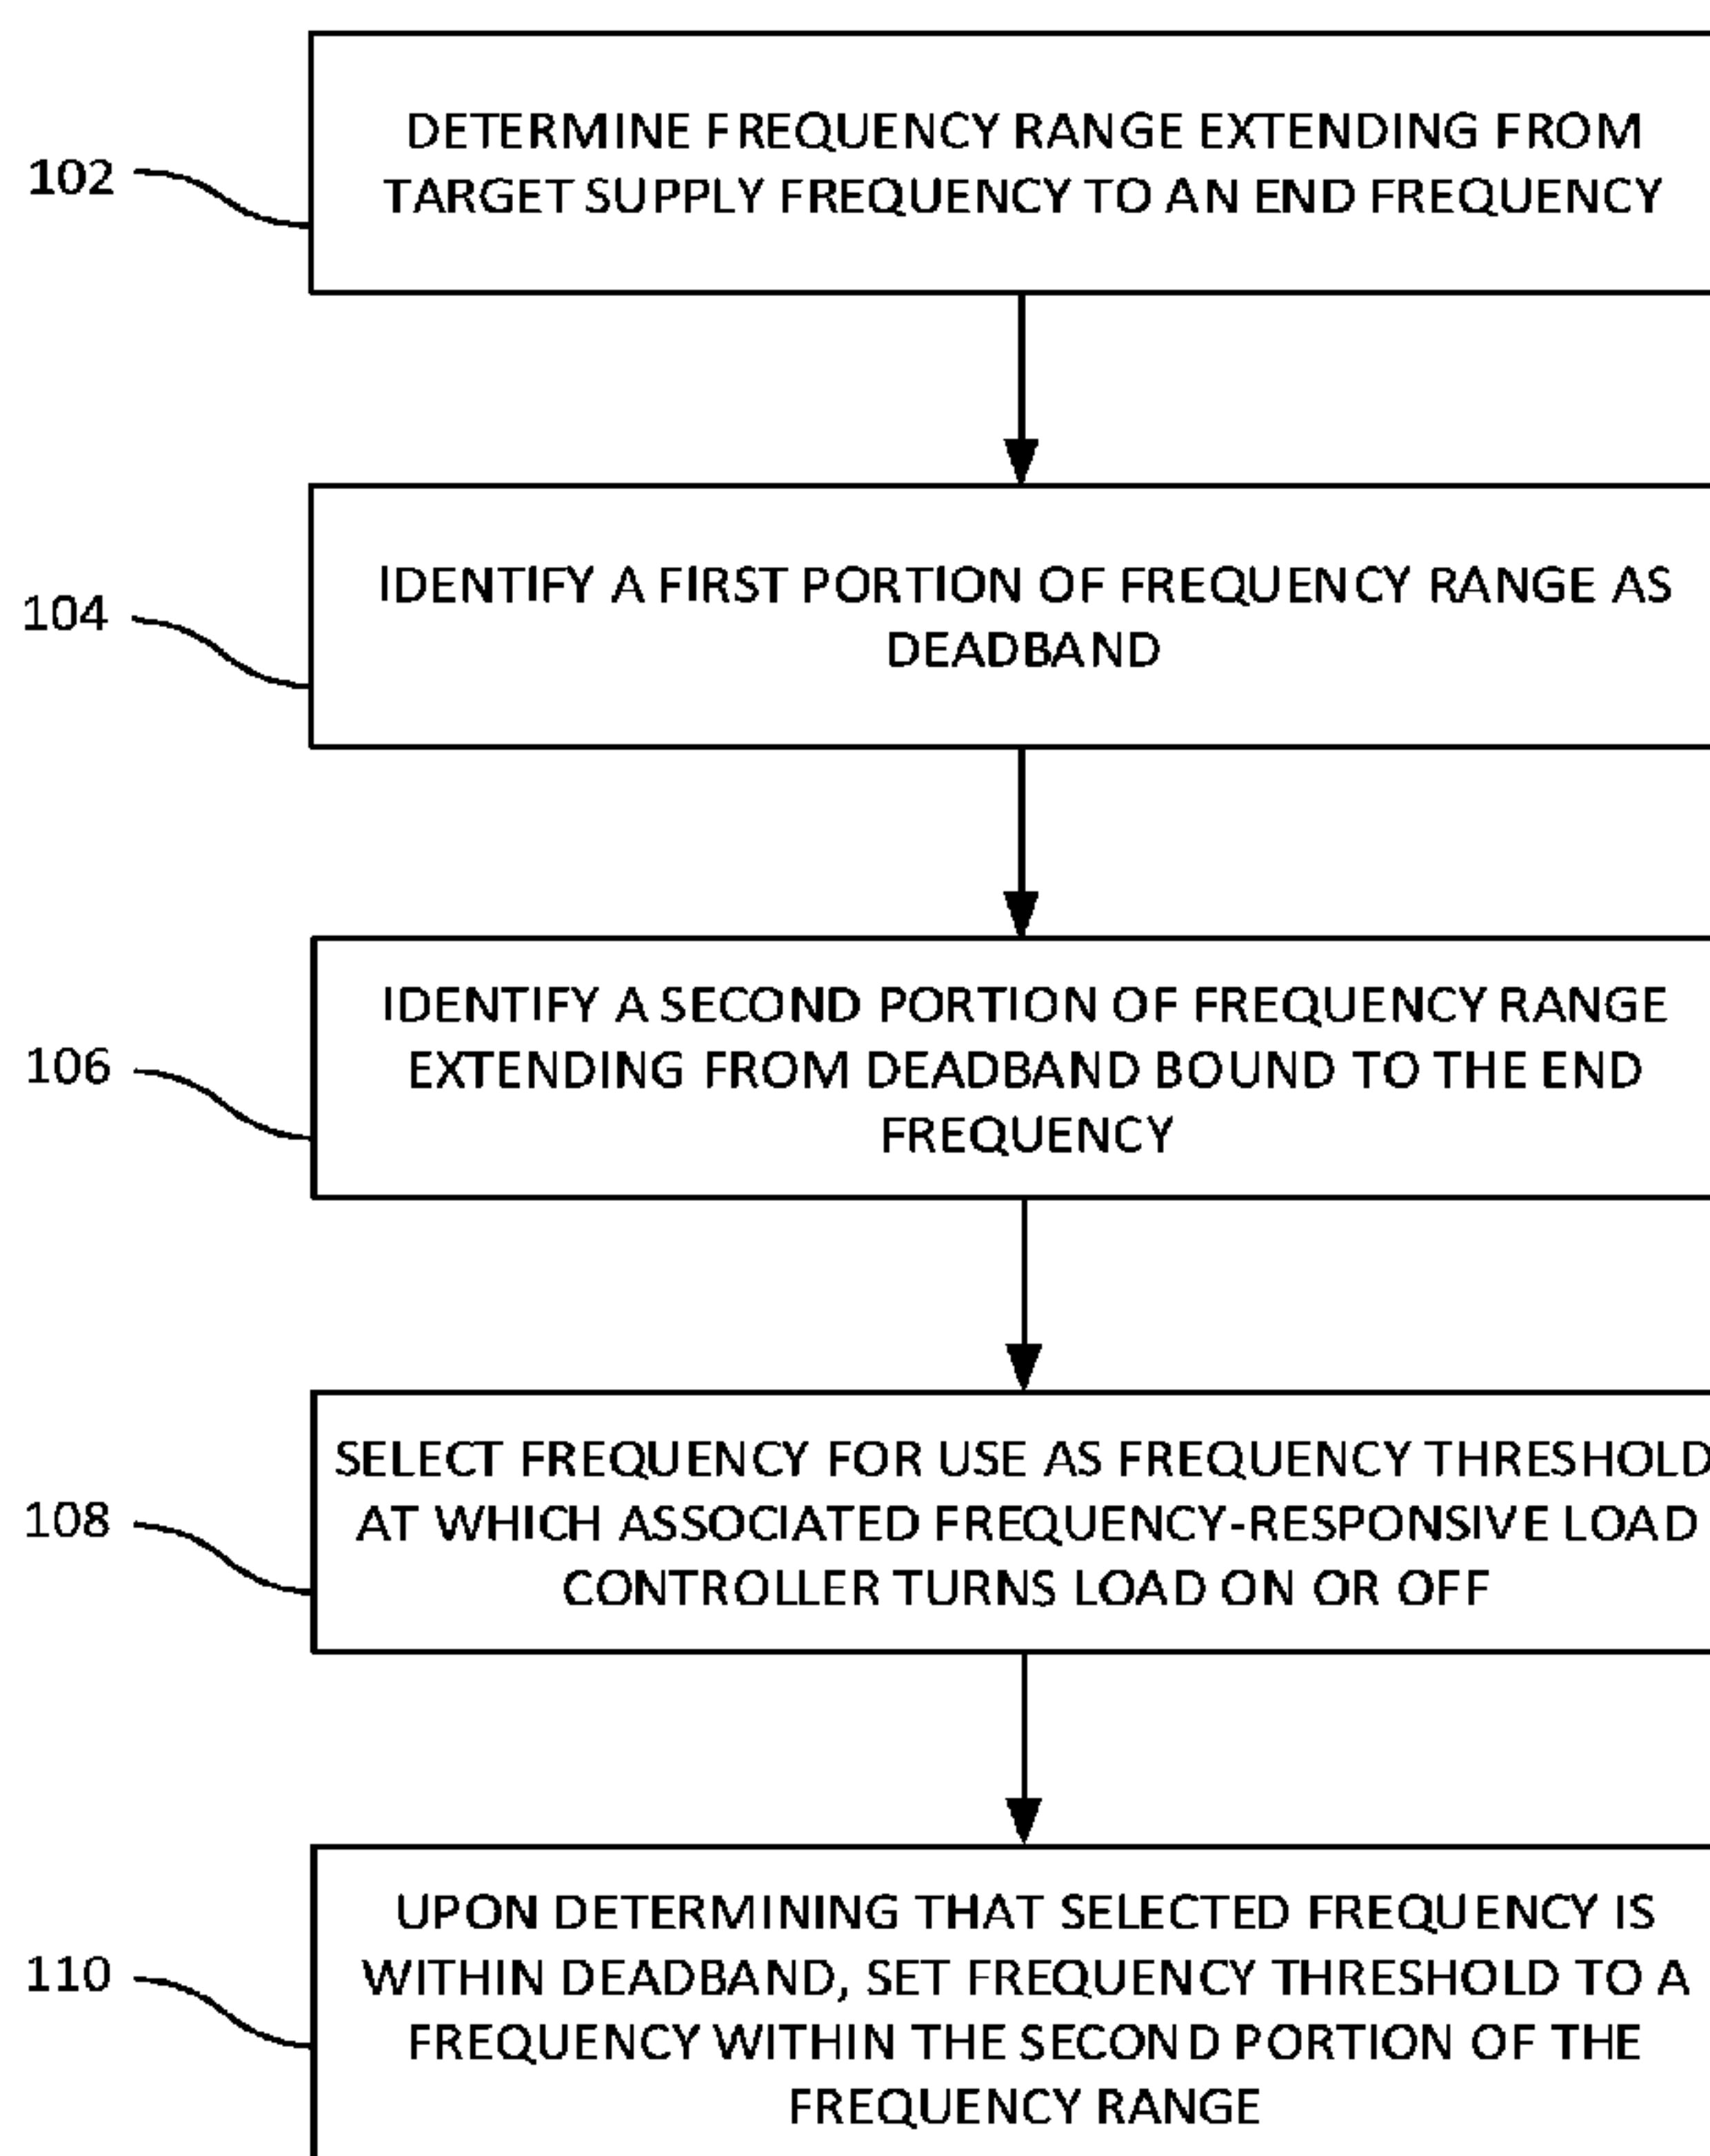 DETERMINE FREQUENCY RANGE EXTENDING FROM
TARGET SUPPLY FREQUENCY TO AN END FREQUENCY
102
IDENTIFY A FIRST PORTION OF FREQUENCY RANGE AS
DEADBAND
104
IDENTIFY A SECOND PORTION OF FREQUENCY RANGE
EXTENDING FROM DEADBAND BOUND TO THE END
FREQUENCY
106
SELECT FREQUENCY FOR USE AS FREQUENCY THRESHOLD
AT WHICH ASSOCIATED FREQUENCY-RESPONSIVE LOAD
CONTROLLER TURNS LOAD ON OR OFF
108
UPON DETERMINING THAT SELECTED FREQUENCY IS
WITHIN DEADBAND, SET FREQUENCY THRESHOLD TO A
FREQUENCY WITHIN THE SECOND PORTION OF THE
FREQUENCY RANGE
110